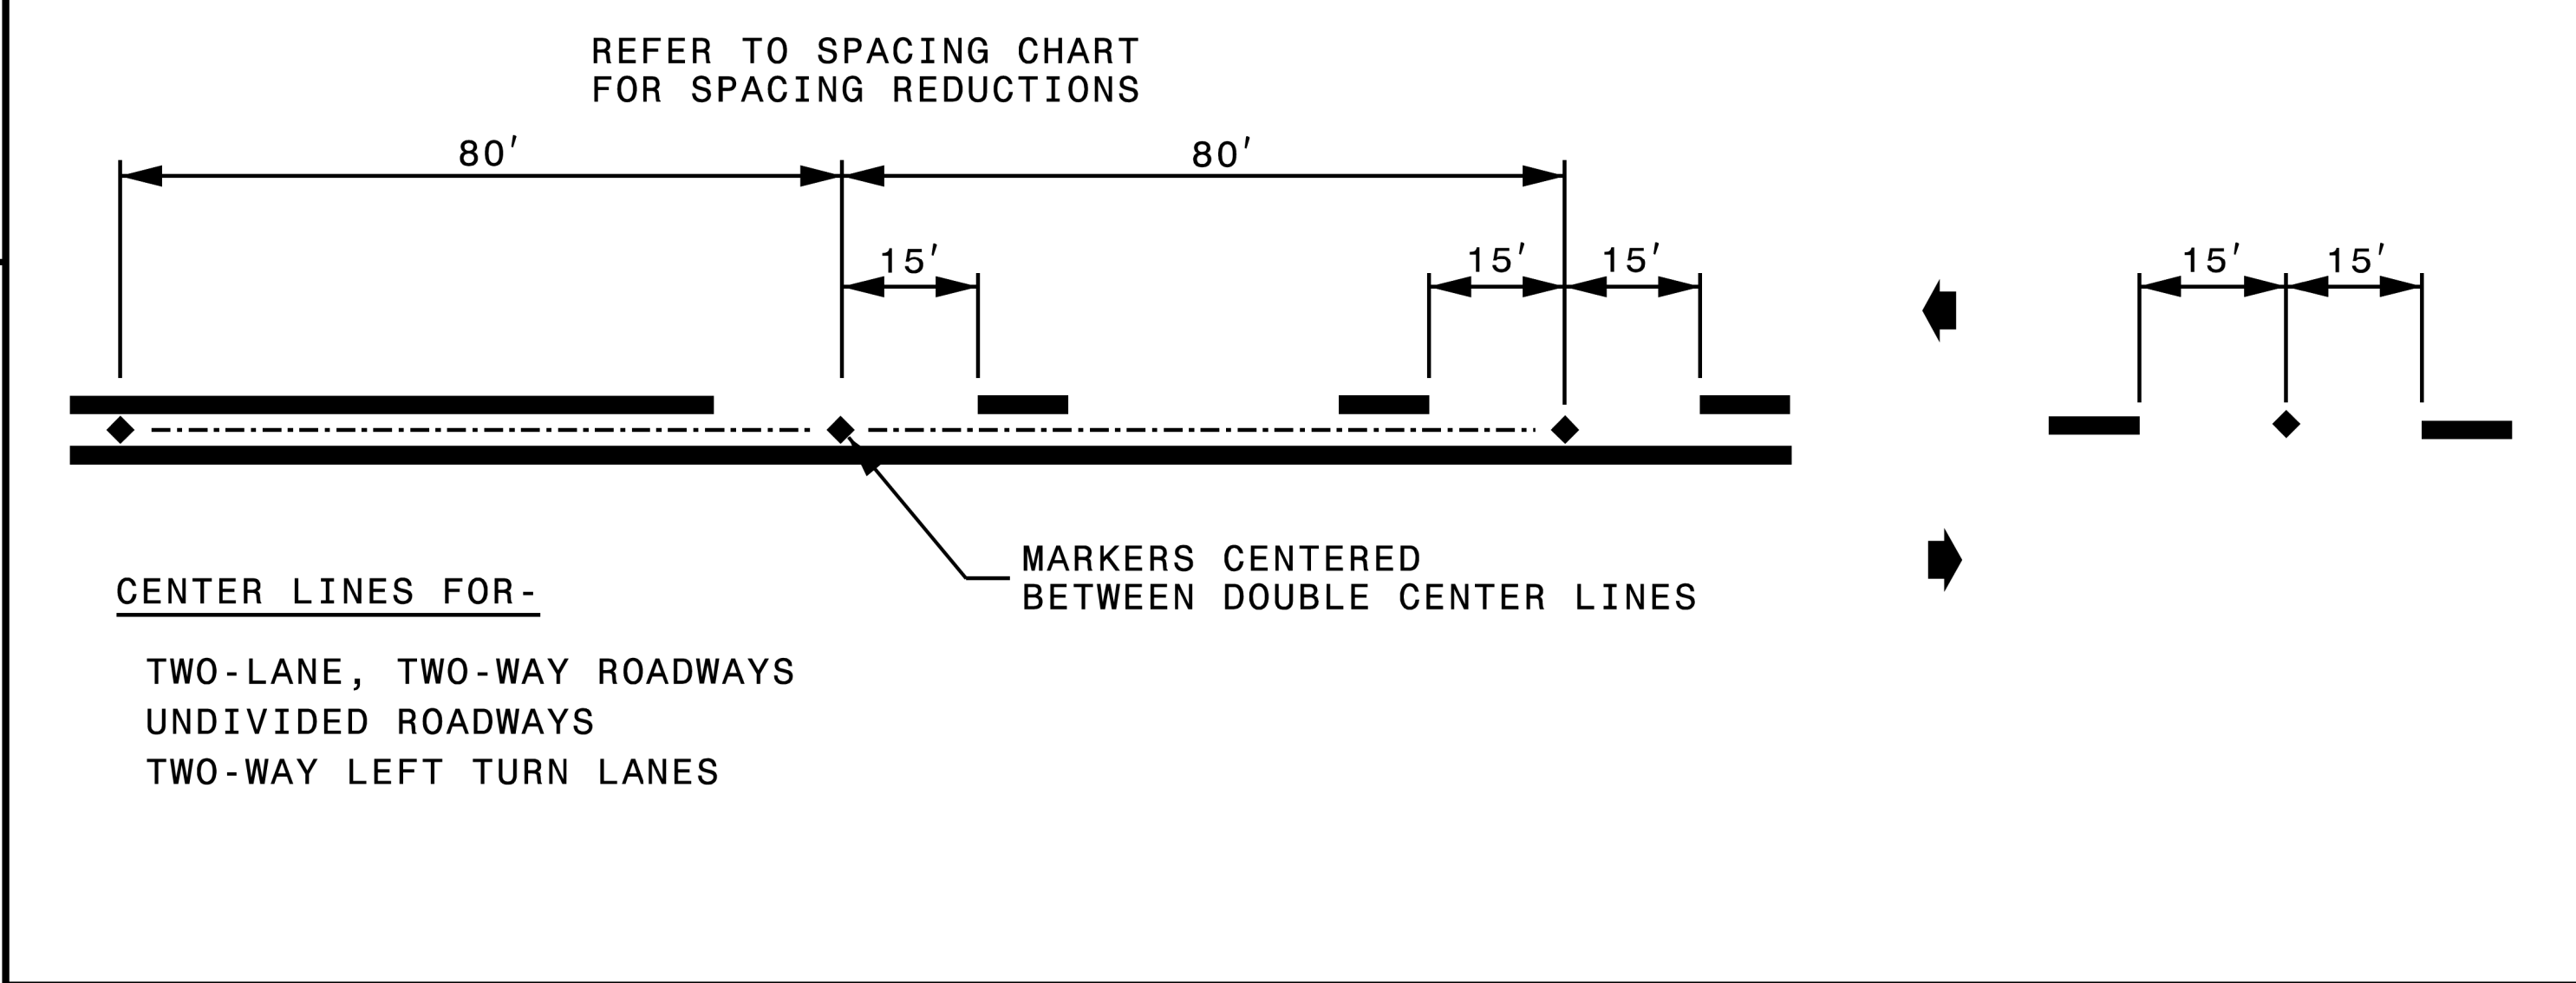 REFER TO SPACING CHART
FOR SPACING REDUCTIONS
80'
80'
15'
15'
15'
15'
15'
MARKERS CENTERED
BETWEEN DOUBLE CENTER LINES
CENTER LINES FOR-
TWO-LANE, TWO-WAY ROADWAYS
UNDIVIDED ROADWAYS
TWO-WAY LEFT TURN LANES